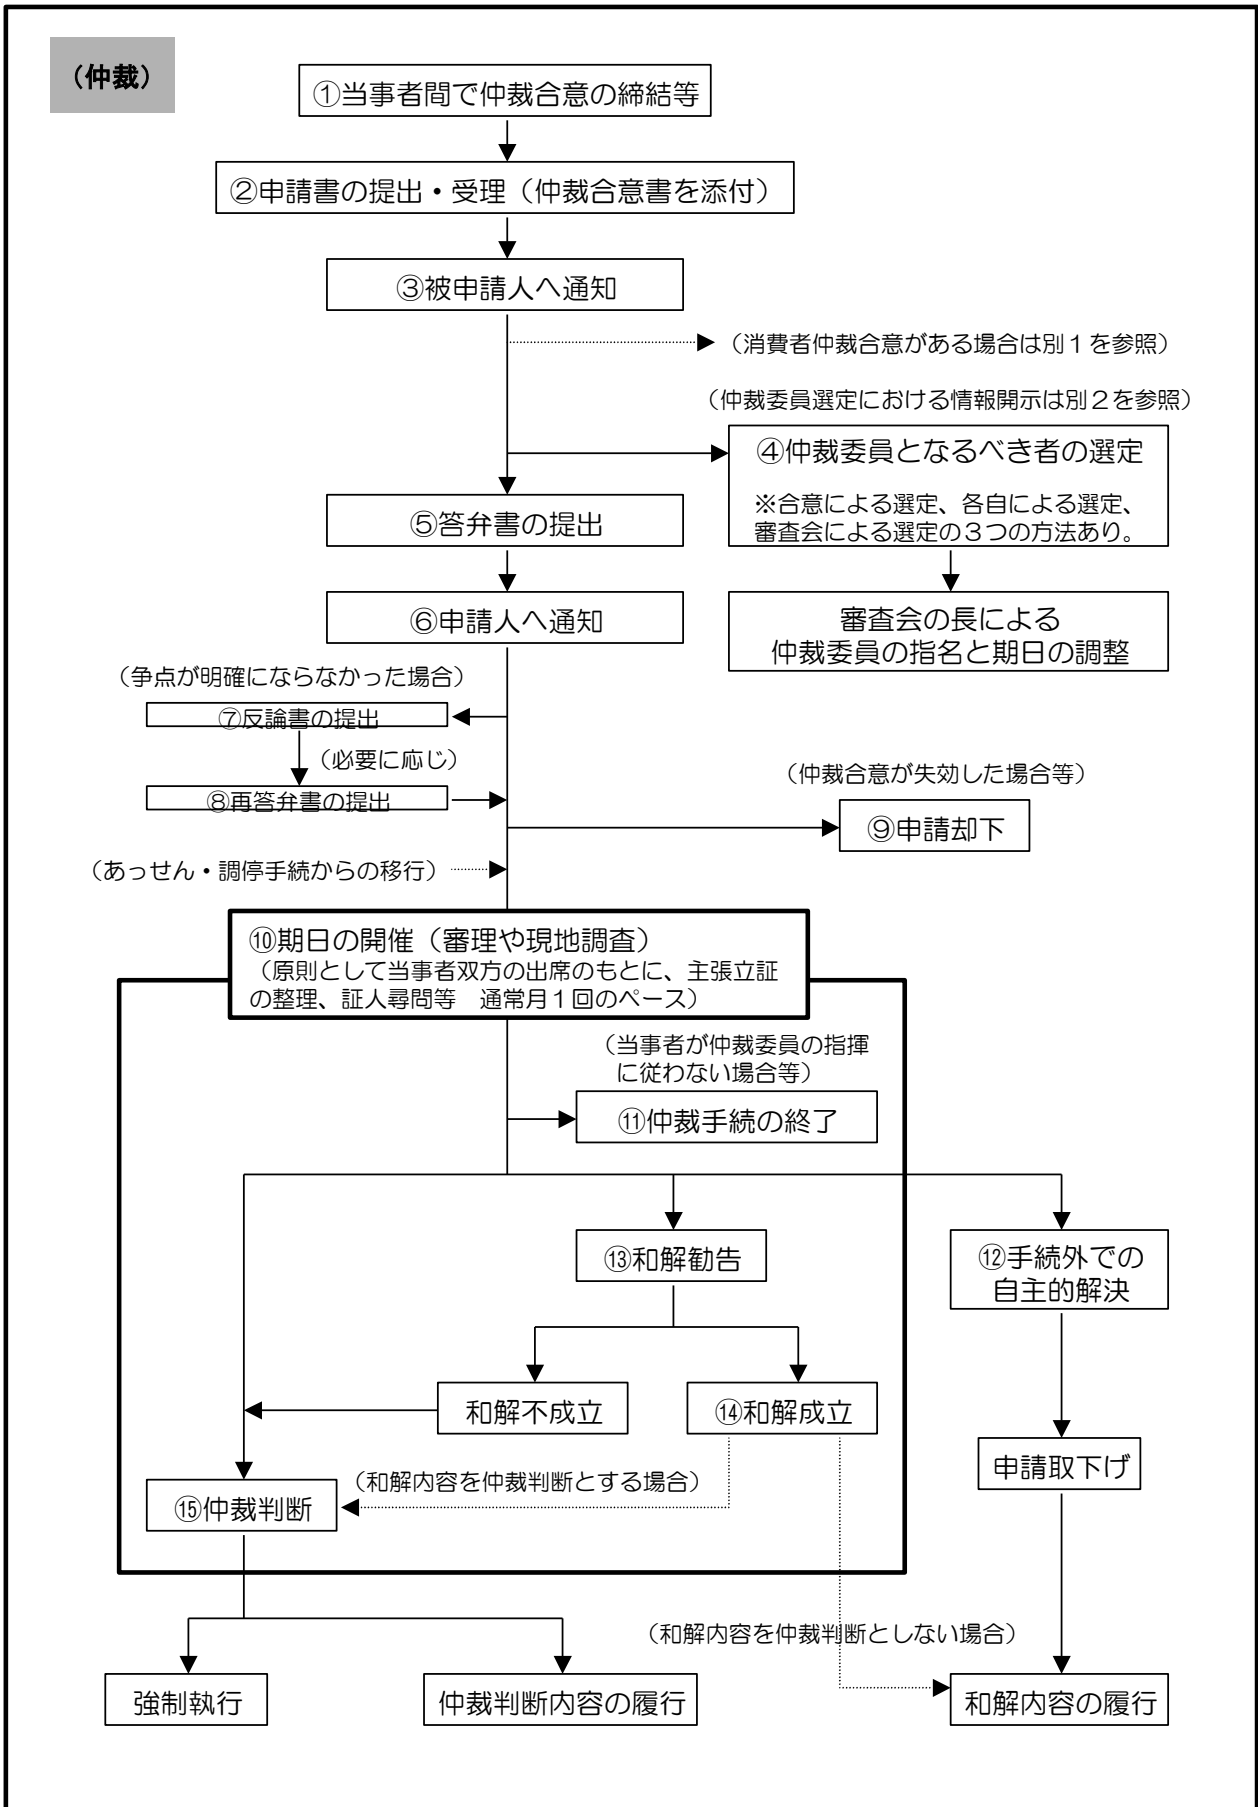 （仲裁）
①当事者間で仲裁合意の締結等
②申請書の提出・受理（仲裁合意書を添付）
③被申請人へ通知
（消費者仲裁合意がある場合は別１を参照）
（仲裁委員選定における情報開示は別２を参照）
④仲裁委員となるべき者の選定
※合意による選定、各自による選定、
審査会による選定の３つの方法あり。
⑤答弁書の提出
⑥申請人へ通知
審査会の長による
仲裁委員の指名と期日の調整
（争点が明確にならなかった場合）
⑦反論書の提出
（必要に応じ）
⑧再答弁書の提出
（仲裁合意が失効した場合等）
⑨申請却下
（あっせん・調停手続からの移行）
⑩期日の開催（審理や現地調査）
（原則として当事者双方の出席のもとに、主張立証
の整理、証人尋問等　通常月１回のペース）
（当事者が仲裁委員の指揮
に従わない場合等）
⑪仲裁手続の終了
⑬和解勧告
⑫手続外での
自主的解決
和解不成立
⑭和解成立
申請取下げ
（和解内容を仲裁判断とする場合）
⑮仲裁判断
（和解内容を仲裁判断としない場合）
強制執行
仲裁判断内容の履行
和解内容の履行